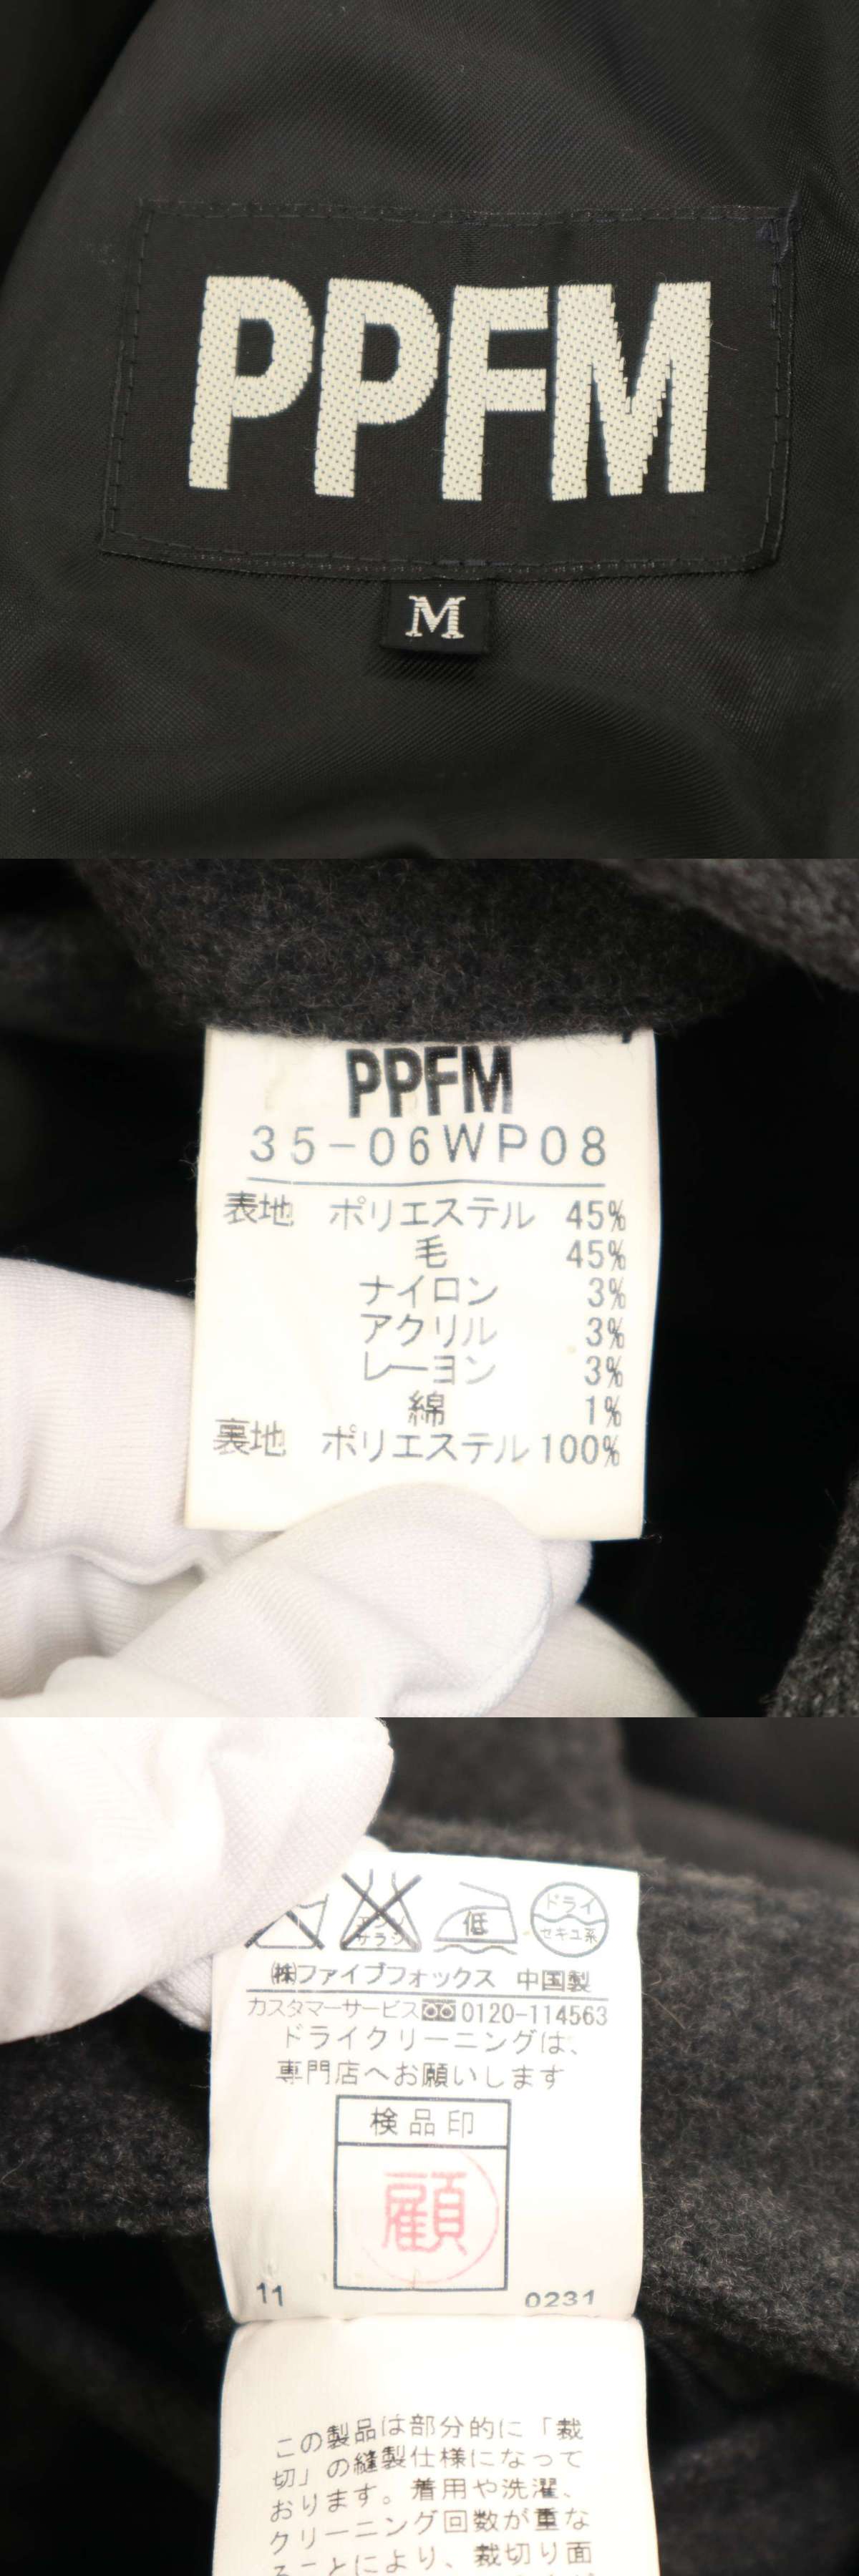 PPFM
M
PPFM
35-06WP08
表地 ポリエステル 45%
毛 45%
ナイロン 3%
アクリル 3%
レーヨン 3%
綿 1%
裏地 ポリエステル 100%
エンソ
サラシ
低
ドライ
セキユ系
㈱ファイブフォックス 中国製
カスタマーサービス 0120-114563
ドライクリーニングは、
専門店へお願いします
検品印
顧
11 0231
この製品は部分的に「裁
切」の縫製仕様になって
おります。着用や洗濯、
クリーニング回数が重な
ることにより、裁切り面